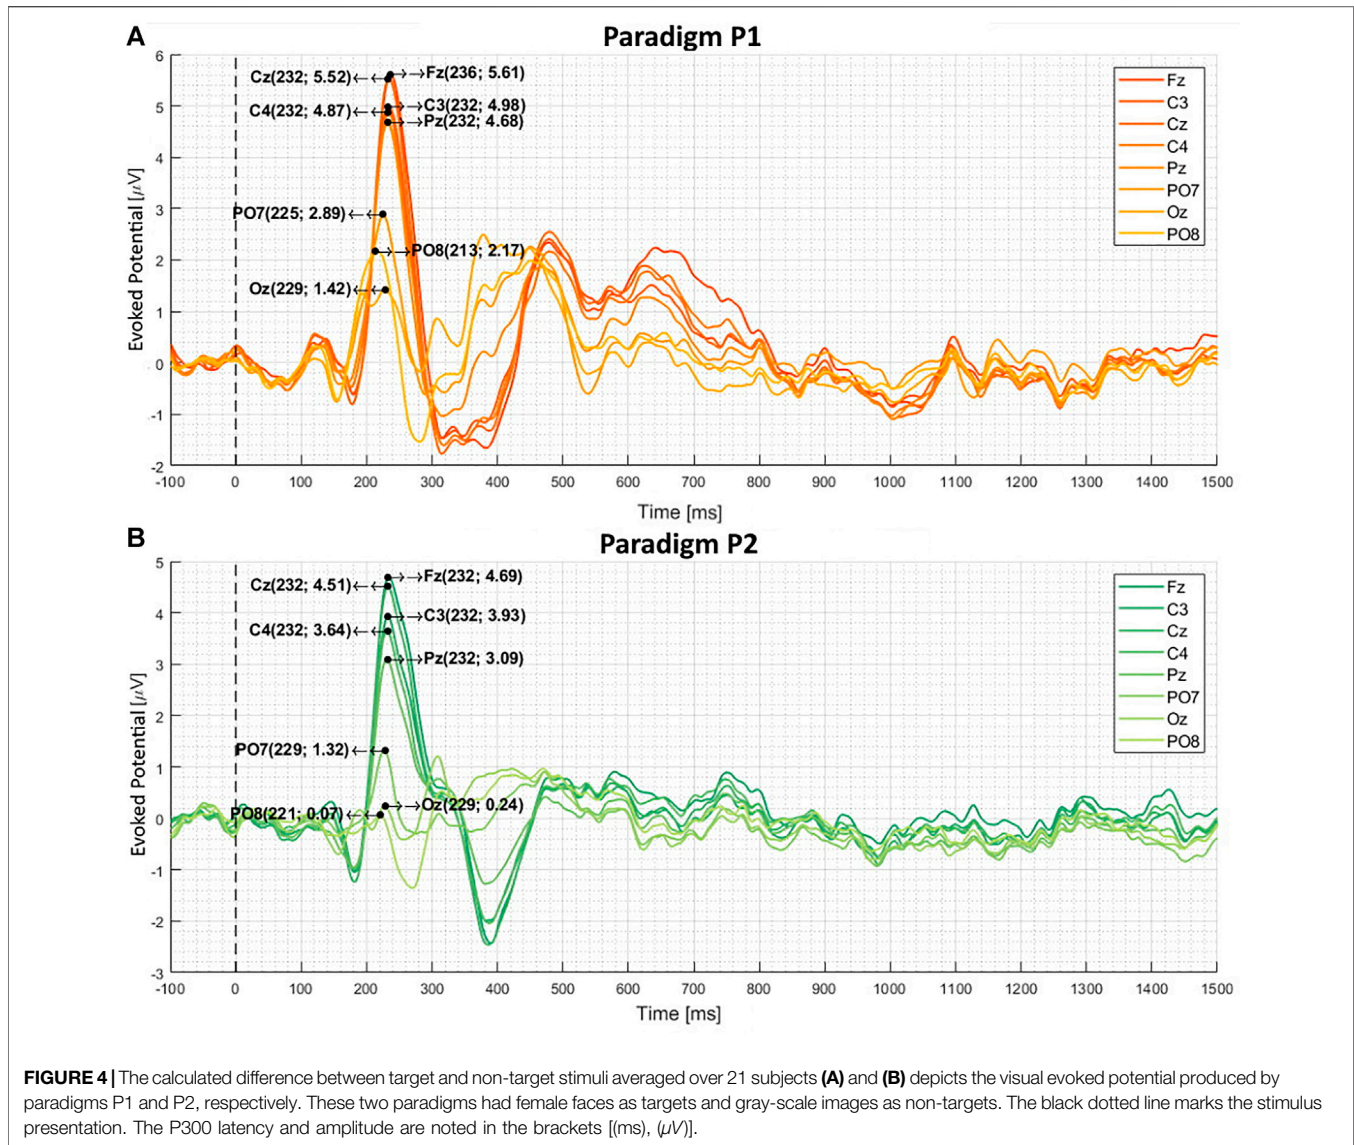 A
Paradigm P1
Evoked Potential [μV]
6
5
4
3
2
1
0
-1
-2
Cz(232; 5.52)
Fz(236; 5.61)
C4(232; 4.87)
C3(232; 4.98)
Pz(232; 4.68)
PO7(225; 2.89)
PO8(213; 2.17)
Oz(229; 1.42)
Fz
C3
Cz
C4
Pz
PO7
Oz
PO8
-100 0 100 200 300 400 500 600 700 800 900 1000 1100 1200 1300 1400 1500
Time [ms]
B
Paradigm P2
Evoked Potential [μV]
5
4
3
2
1
0
-1
-2
-3
Cz(232; 4.51)
Fz(232; 4.69)
C4(232; 3.64)
C3(232; 3.93)
Pz(232; 3.09)
PO7(229; 1.32)
PO8(221; 0.07)
Oz(229; 0.24)
Fz
C3
Cz
C4
Pz
PO7
Oz
PO8
-100 0 100 200 300 400 500 600 700 800 900 1000 1100 1200 1300 1400 1500
Time [ms]
FIGURE 4 | The calculated difference between target and non-target stimuli averaged over 21 subjects (A) and (B) depicts the visual evoked potential produced by
paradigms P1 and P2, respectively. These two paradigms had female faces as targets and gray-scale images as non-targets. The black dotted line marks the stimulus
presentation. The P300 latency and amplitude are noted in the brackets [(ms), (μV)].